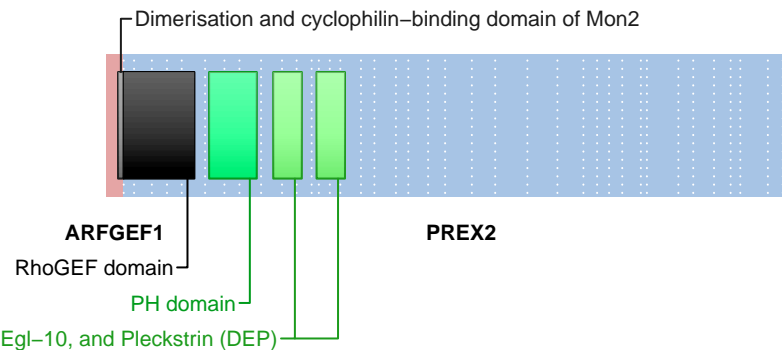 Dimerisation and cyclophilin−binding domain of Mon2
ARFGEF1 PREX2
RhoGEF domain
PH domain
Egl−10, and Pleckstrin (DEP)